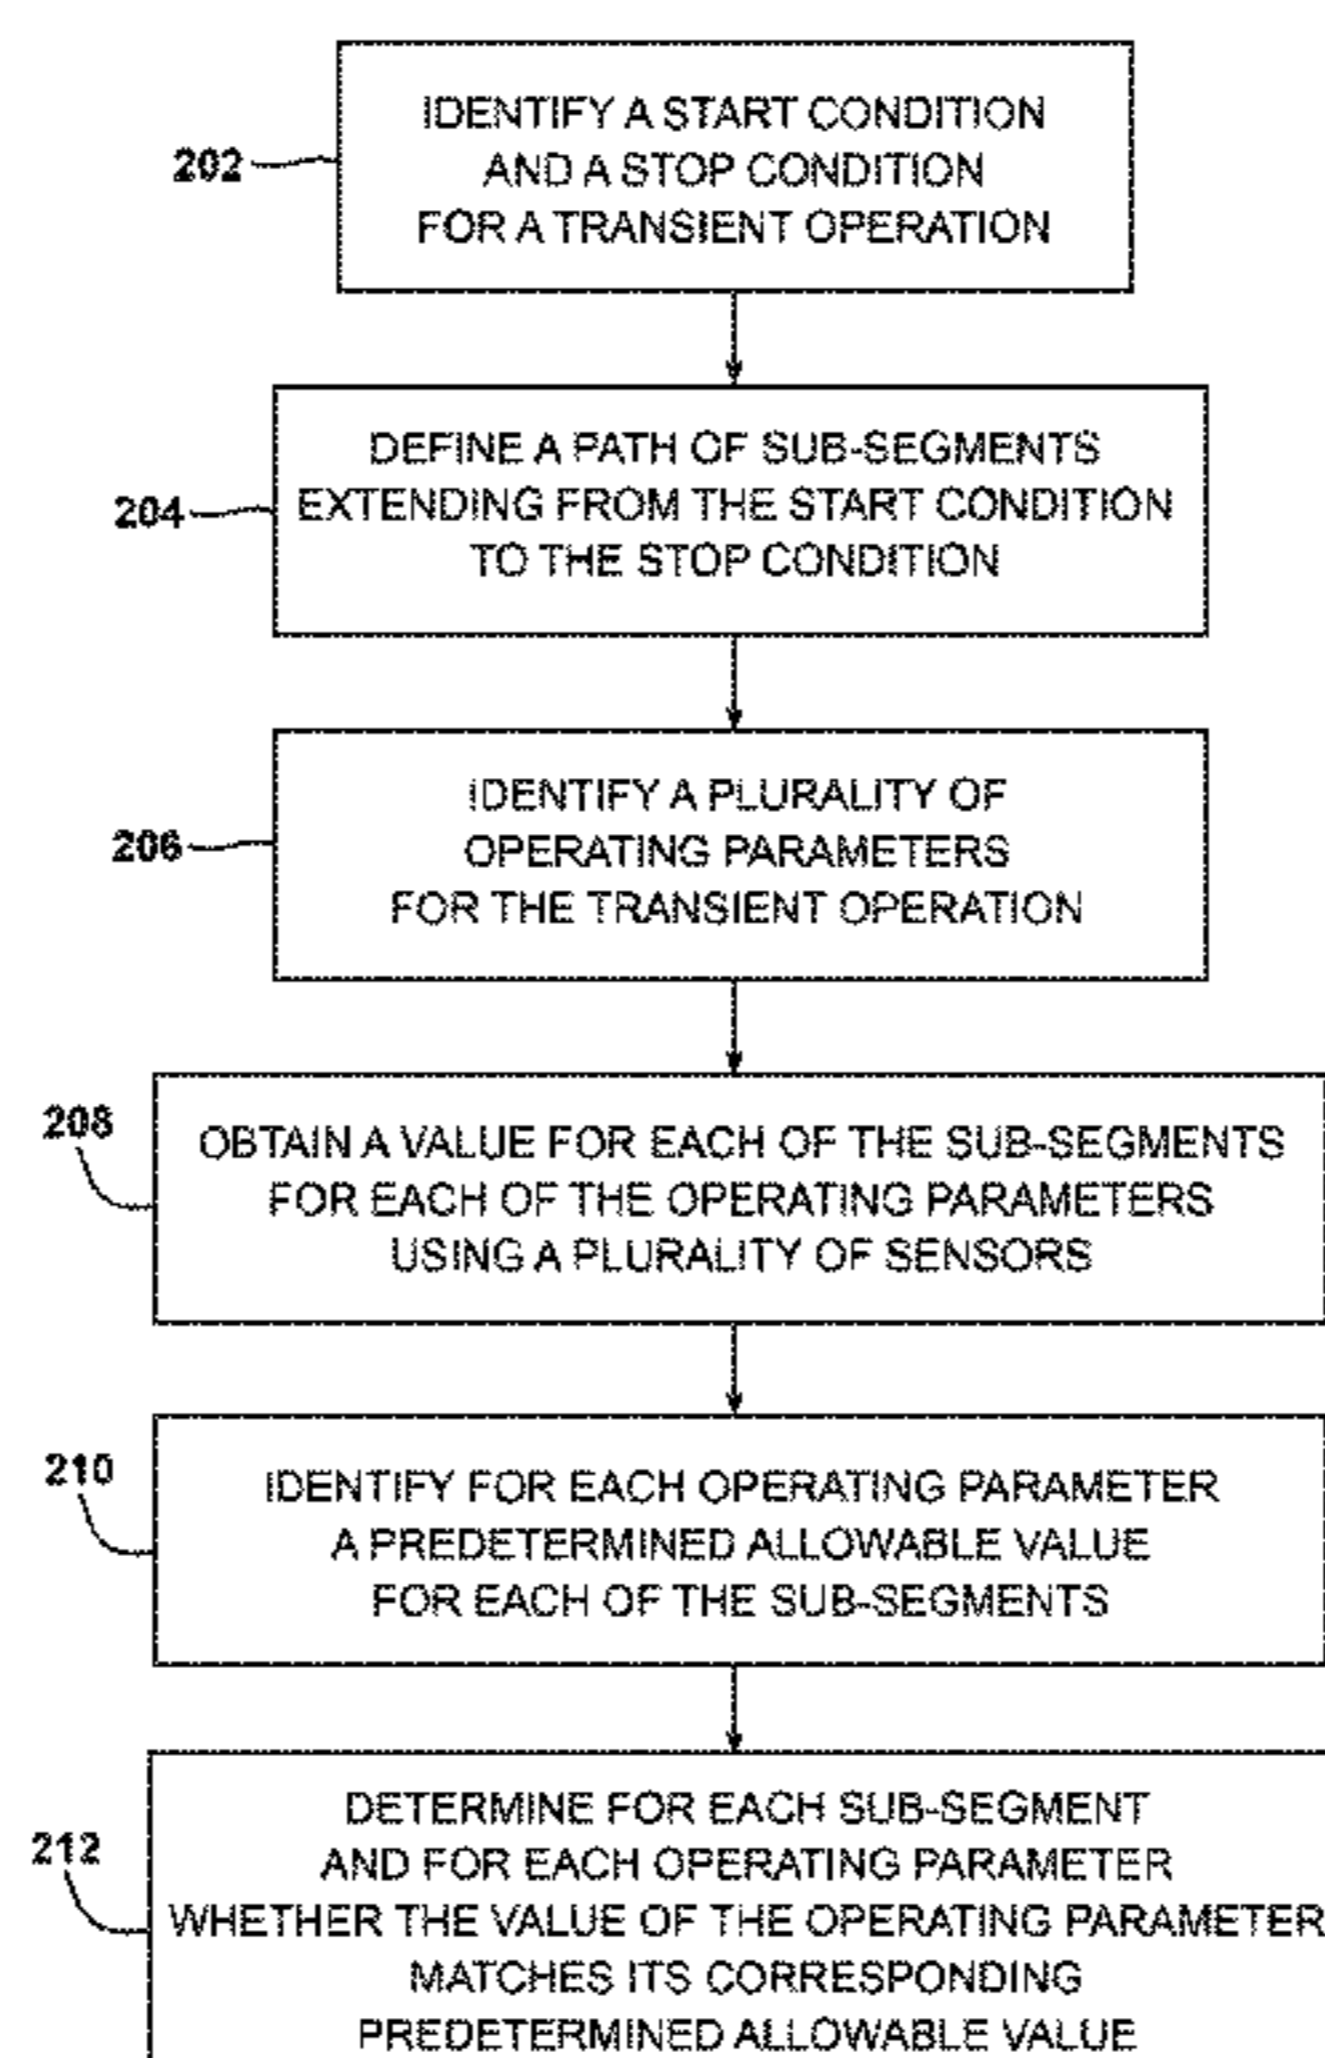 IDENTIFY A START CONDITION
AND A STOP CONDITION
FOR A TRANSIENT OPERATION
202
DEFINE A PATH OF SUB-SEGMENTS
EXTENDING FROM THE START CONDITION
TO THE STOP CONDITION
204
IDENTIFY A PLURALITY OF
OPERATING PARAMETERS
FOR THE TRANSIENT OPERATION
206
208
OBTAIN A VALUE FOR EACH OF THE SUB-SEGMENTS
FOR EACH OF THE OPERATING PARAMETERS
USING A PLURALITY OF SENSORS
210
IDENTIFY FOR EACH OPERATING PARAMETER
A PREDETERMINED ALLOWABLE VALUE
FOR EACH OF THE SUB-SEGMENTS
212
DETERMINE FOR EACH SUB-SEGMENT
AND FOR EACH OPERATING PARAMETER
WHETHER THE VALUE OF THE OPERATING PARAMETER
MATCHES ITS CORRESPONDING
PREDETERMINED ALLOWABLE VALUE